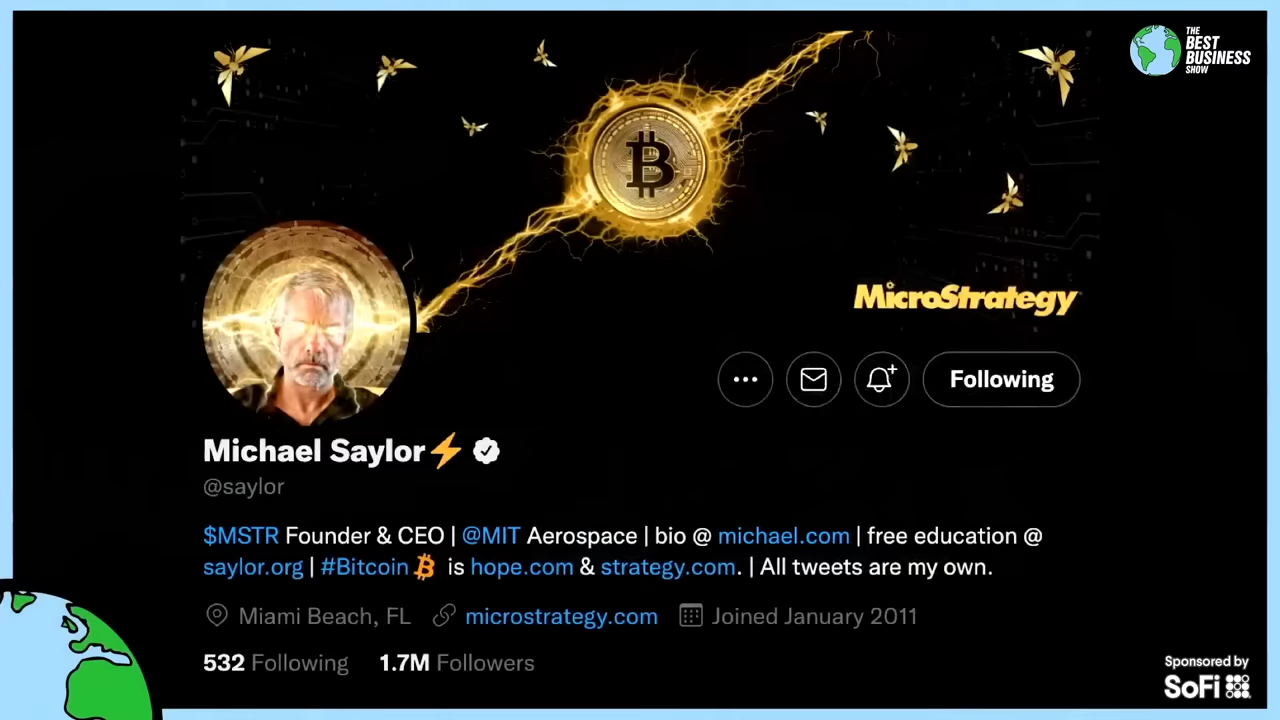 THE
BEST
BUSINESS
SHOW
MicroStrategy
Following
Michael Saylor⚡
@saylor
$MSTR Founder & CEO | @MIT Aerospace | bio @ michael.com | free education @
saylor.org | #Bitcoin₿ is hope.com & strategy.com. | All tweets are my own.
Miami Beach, FL microstrategy.com Joined January 2011
532 Following 1.7M Followers
Sponsored by
SoFi